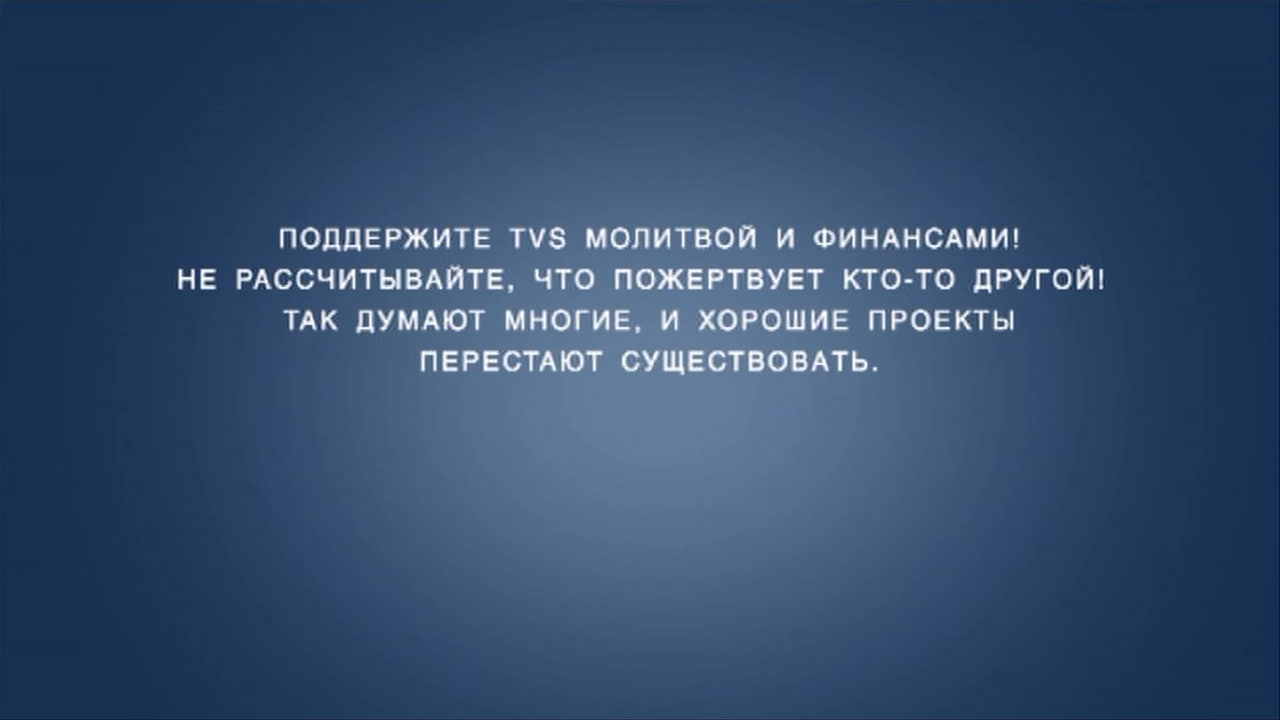 ПОДДЕРЖИТЕ TVS МОЛИТВОЙ И ФИНАНСАМИ!
НЕ РАССЧИТЫВАЙТЕ, ЧТО ПОЖЕРТВУЕТ КТО-ТО ДРУГОЙ!
ТАК ДУМАЮТ МНОГИЕ, И ХОРОШИЕ ПРОЕКТЫ
ПЕРЕСТАЮТ СУЩЕСТВОВАТЬ.